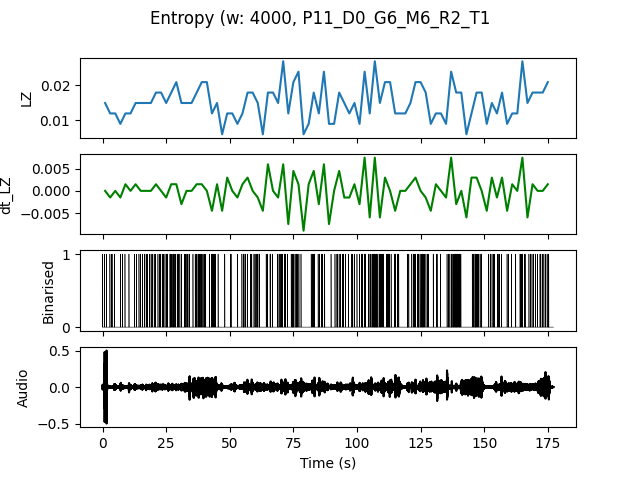 Entropy (w: 4000, P11_D0_G6_M6_R2_T1
LZ
0.02
0.01
dt_LZ
0.005
0.000
−0.005
Binarised
1
0
Audio
0.5
0.0
−0.5
0 25 50 75 100 125 150 175
Time (s)